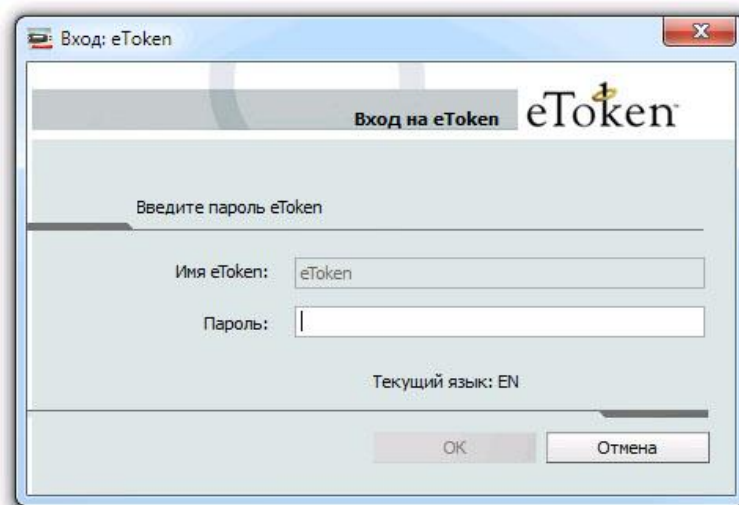 Вход: eToken
Вход на eToken
eToken
Введите пароль eToken
Имя eToken: eToken
Пароль:
Текущий язык: EN
OK
Отмена